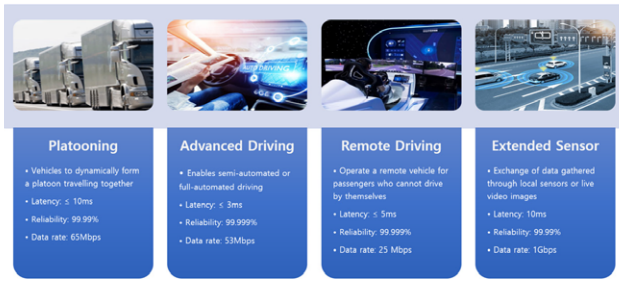 DRIVING
Platooning
• Vehicles to dynamically form
a platoon travelling together
• Latency: ≤ 10ms
• Reliability: 99.99%
• Data rate: 65Mbps
Advanced Driving
• Enables semi-automated or
full-automated driving
• Latency: ≤ 3ms
• Reliability: 99.999%
• Data rate: 53Mbps
Remote Driving
• Operate a remote vehicle for
passengers who cannot drive
by themselves
• Latency: ≤ 5ms
• Reliability: 99.999%
• Data rate: 25 Mbps
Extended Sensor
• Exchange of data gathered
through local sensors or live
video images
• Latency: 10ms
• Reliability: 99.99%
• Data rate: 1Gbps